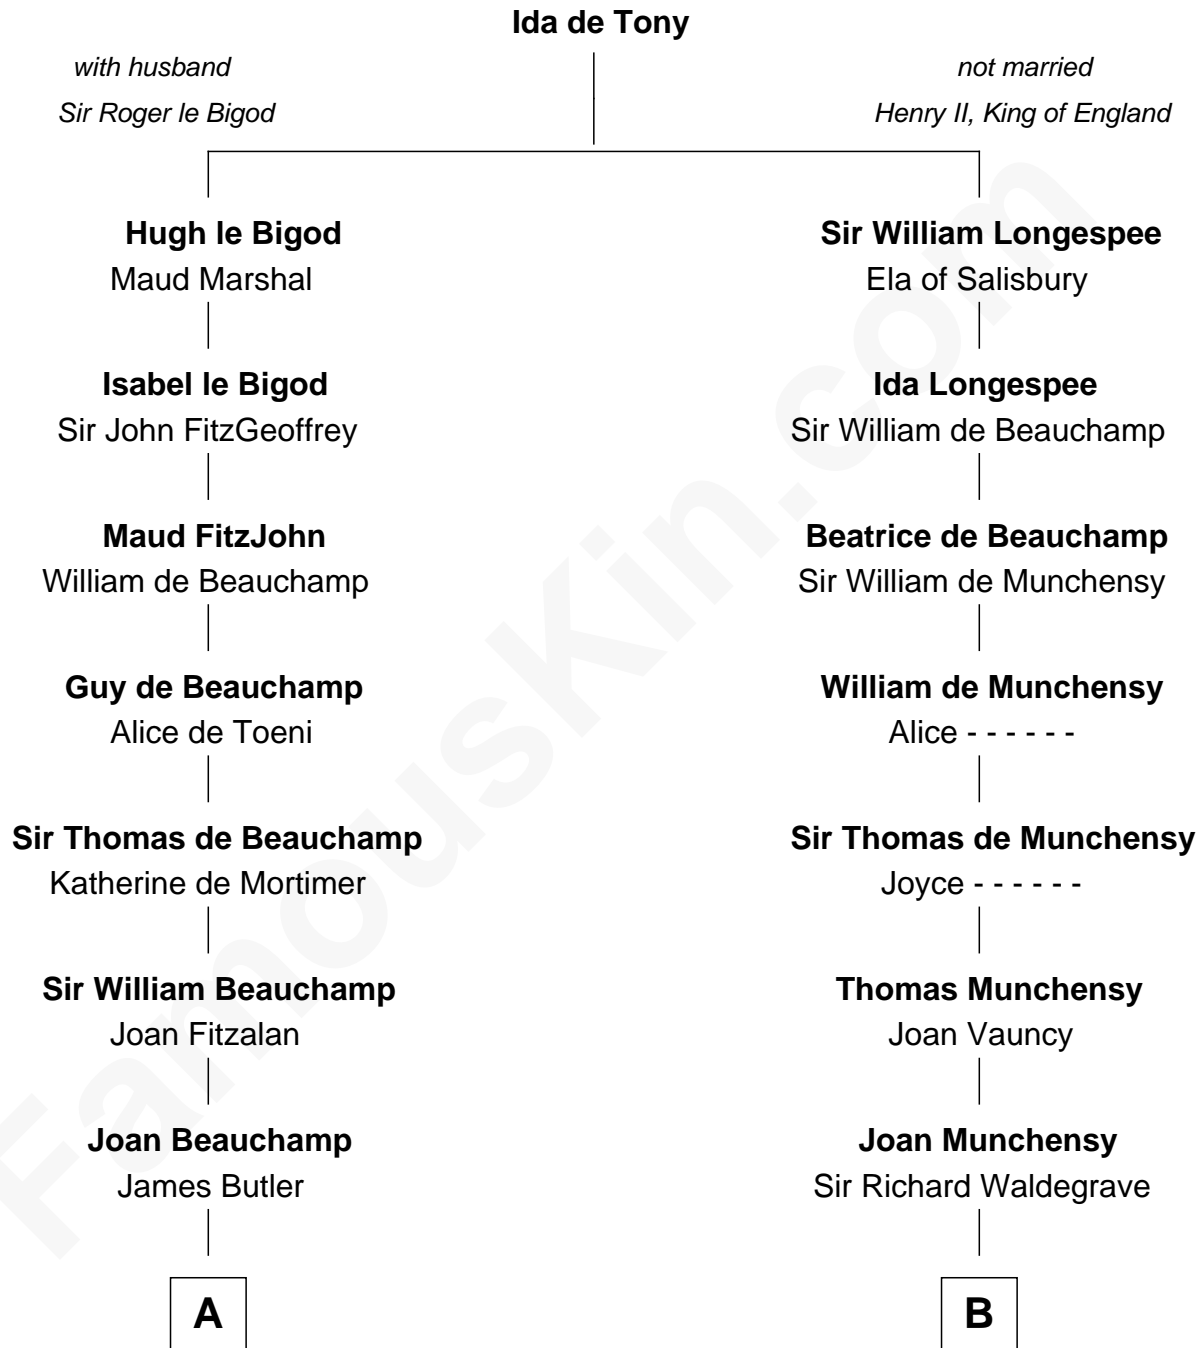 Ida de Tony
with husband
Sir Roger le Bigod
not married
Henry II, King of England
Hugh le Bigod
Maud Marshal
Sir William Longespee
Ela of Salisbury
Isabel le Bigod
Sir John FitzGeoffrey
Ida Longespee
Sir William de Beauchamp
Maud FitzJohn
William de Beauchamp
Beatrice de Beauchamp
Sir William de Munchensy
Guy de Beauchamp
Alice de Toeni
William de Munchensy
Alice - - - - - -
Sir Thomas de Beauchamp
Katherine de Mortimer
Sir Thomas de Munchensy
Joyce - - - - - -
Sir William Beauchamp
Joan Fitzalan
Thomas Munchensy
Joan Vauncy
Joan Beauchamp
James Butler
Joan Munchensy
Sir Richard Waldegrave
A
B
FamousKin.com